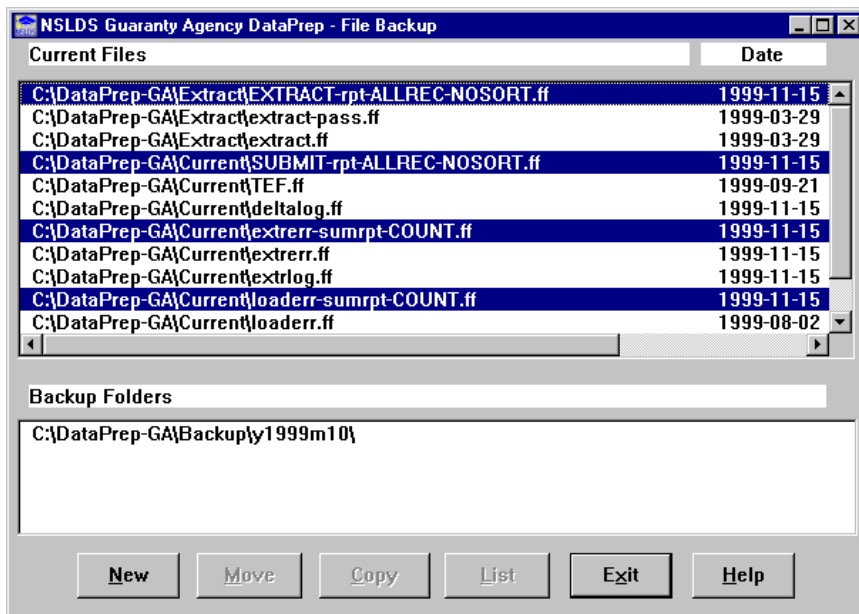 NSLDS Guaranty Agency DataPrep - File Backup
Current Files Date
C:\DataPrep-GA\Extract\EXTRACT-rpt-ALLREC-NOSORT.ff 1999-11-15
C:\DataPrep-GA\Extract\extract-pass.ff 1999-03-29
C:\DataPrep-GA\Extract\extract.ff 1999-03-29
C:\DataPrep-GA\Current\SUBMIT-rpt-ALLREC-NOSORT.ff 1999-11-15
C:\DataPrep-GA\Current\TEF.ff 1999-09-21
C:\DataPrep-GA\Current\deltalog.ff 1999-11-15
C:\DataPrep-GA\Current\extrerr-sumrpt-COUNT.ff 1999-11-15
C:\DataPrep-GA\Current\extrerr.ff 1999-11-15
C:\DataPrep-GA\Current\extrlog.ff 1999-11-15
C:\DataPrep-GA\Current\loaderr-sumrpt-COUNT.ff 1999-11-15
C:\DataPrep-GA\Current\loaderr.ff 1999-08-02
Backup Folders
C:\DataPrep-GA\Backup\y1999m10\
New Move Copy List Exit Help